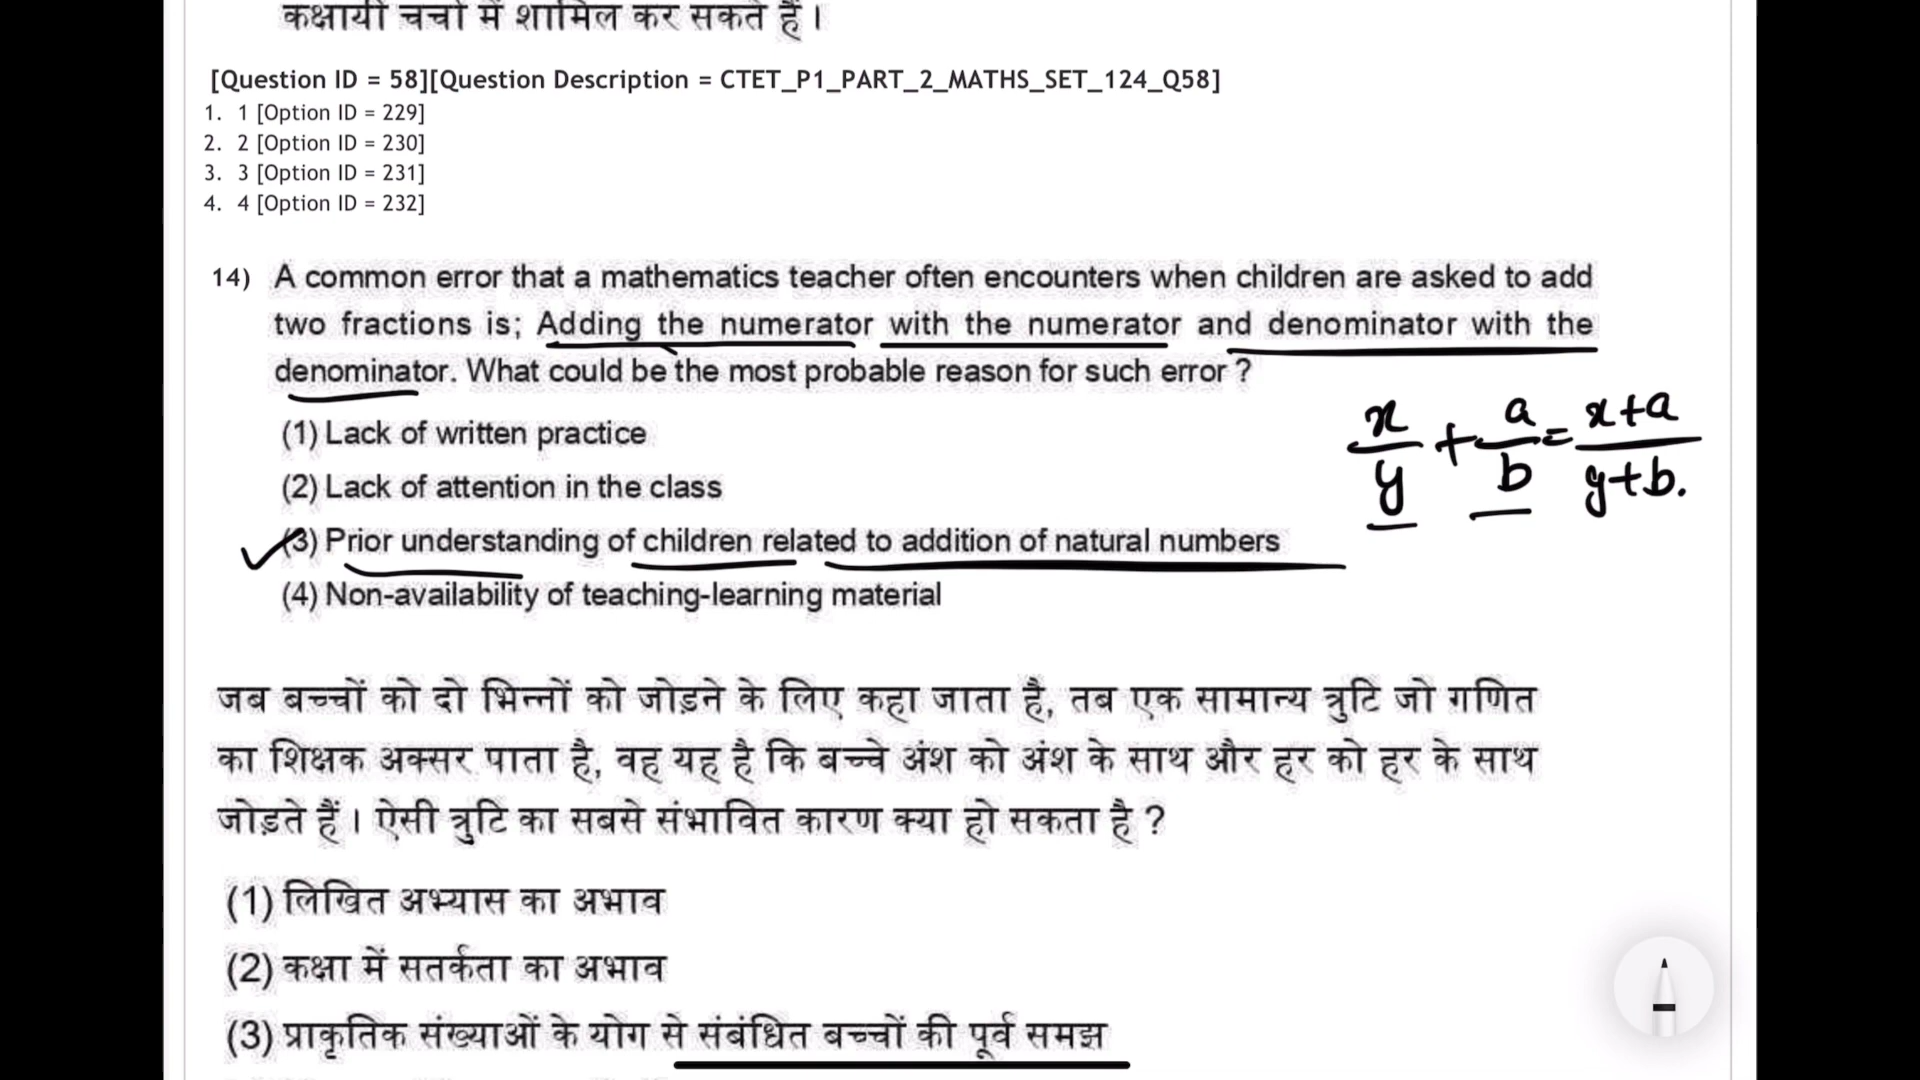 कक्षायी चर्चा में शामिल कर सकते हैं ।
[Question ID = 58][Question Description = CTET_P1_PART_2_MATHS_SET_124_Q58]
1. 1 [Option ID = 229]
2. 2 [Option ID = 230]
3. 3 [Option ID = 231]
4. 4 [Option ID = 232]
14) A common error that a mathematics teacher often encounters when children are asked to add
two fractions is; Adding the numerator with the numerator and denominator with the
denominator. What could be the most probable reason for such error ?
x/y + a/b = x+a/y+b.
(1) Lack of written practice
(2) Lack of attention in the class
(3) Prior understanding of children related to addition of natural numbers
(4) Non-availability of teaching-learning material
जब बच्चों को दो भिन्नों को जोड़ने के लिए कहा जाता है, तब एक सामान्य त्रुटि जो गणित
का शिक्षक अक्सर पाता है, वह यह है कि बच्चे अंश को अंश के साथ और हर को हर के साथ
जोड़ते हैं । ऐसी त्रुटि का सबसे संभावित कारण क्या हो सकता है ?
(1) लिखित अभ्यास का अभाव
(2) कक्षा में सतर्कता का अभाव
(3) प्राकृतिक संख्याओं के योग से संबंधित बच्चों की पूर्व समझ